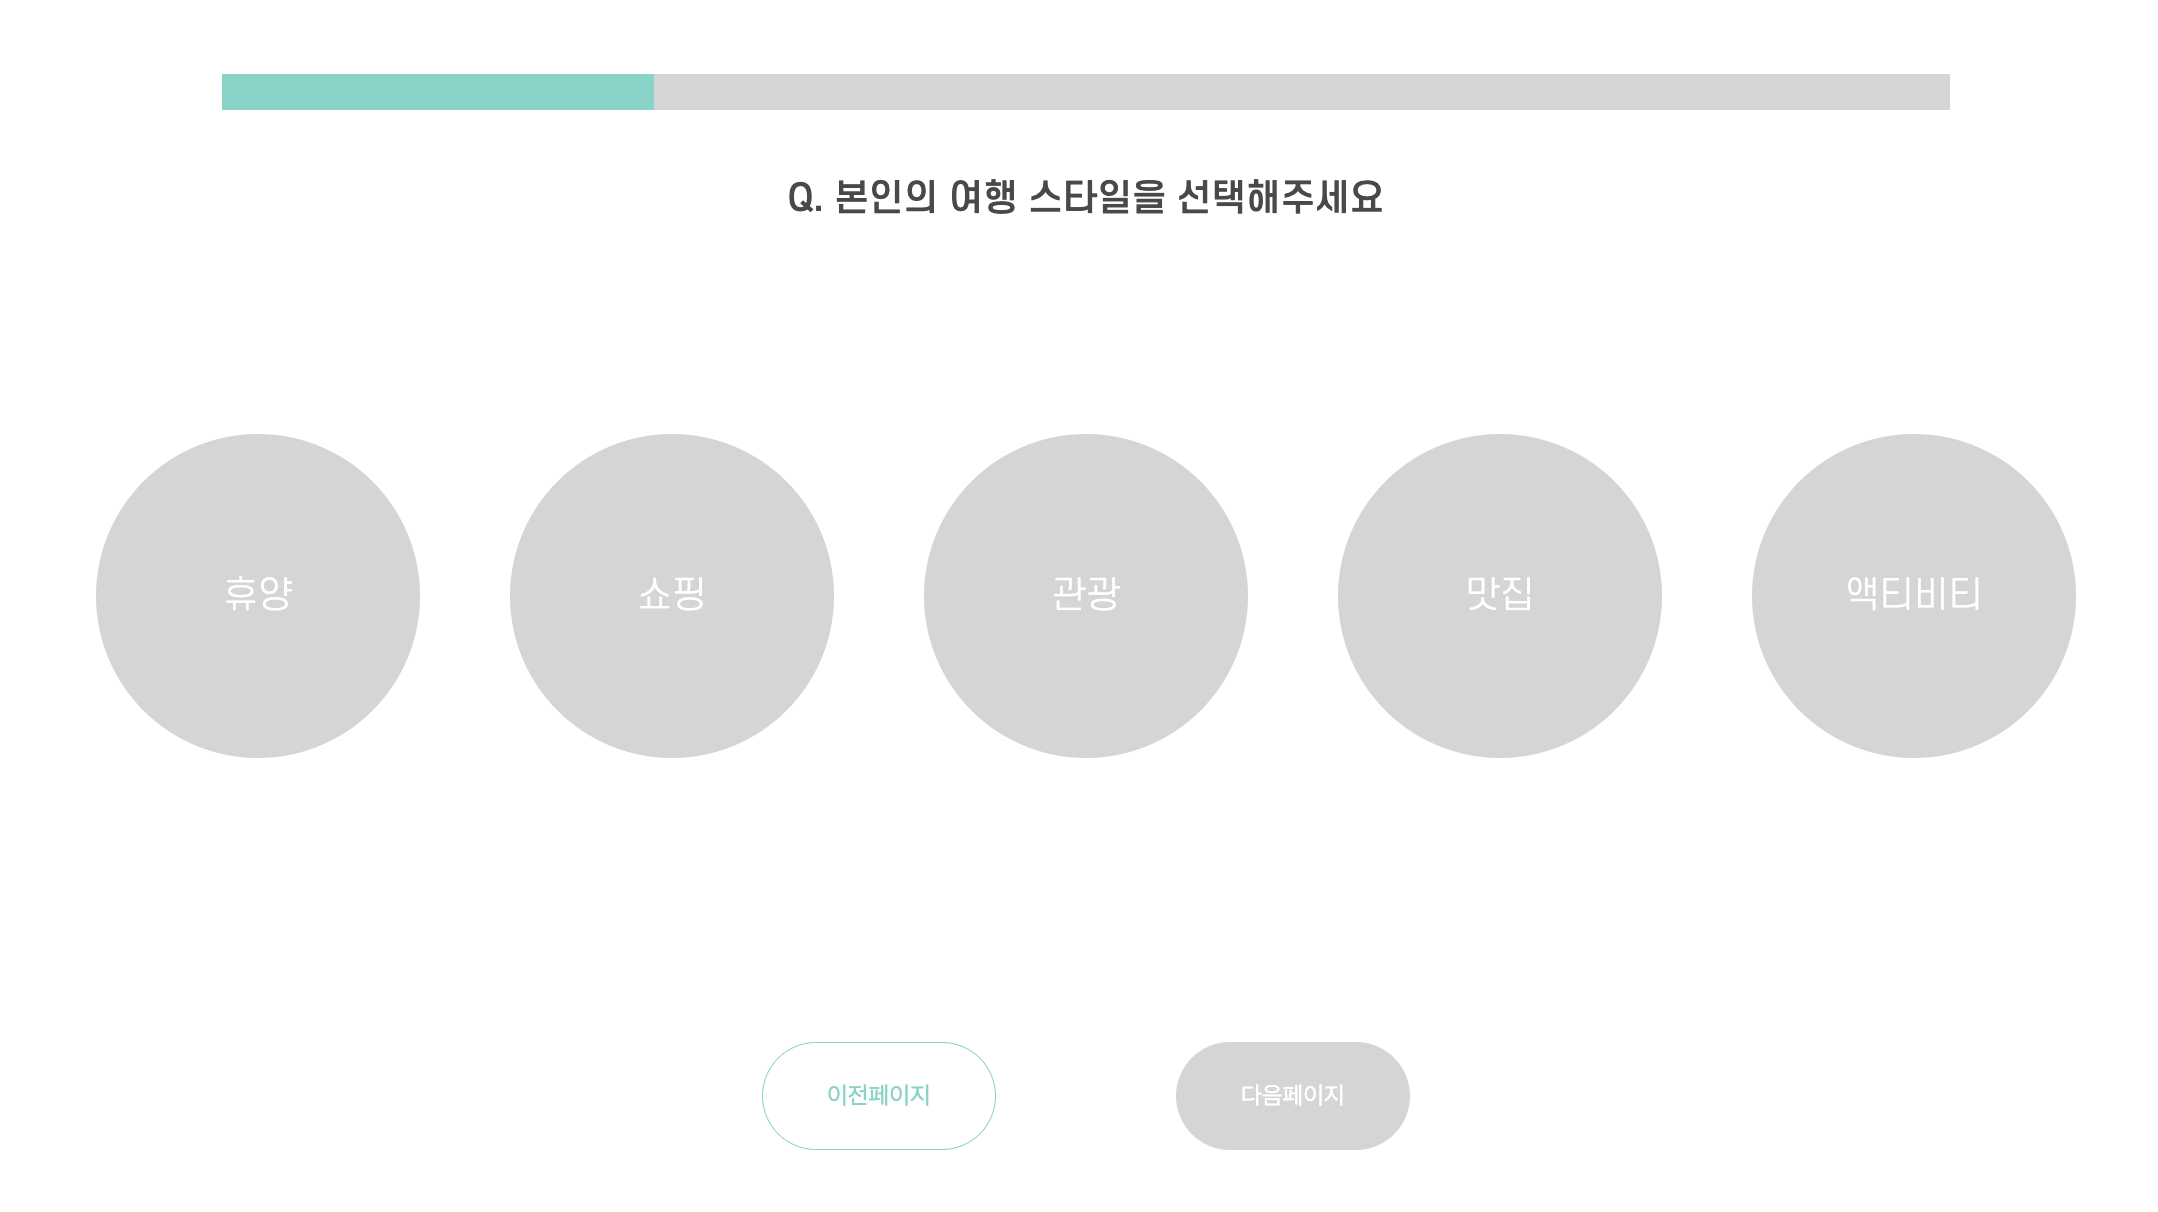 Q. 본인의 여행 스타일을 선택해주세요
휴양
쇼핑
관광
맛집
액티비티
이전페이지
다음페이지